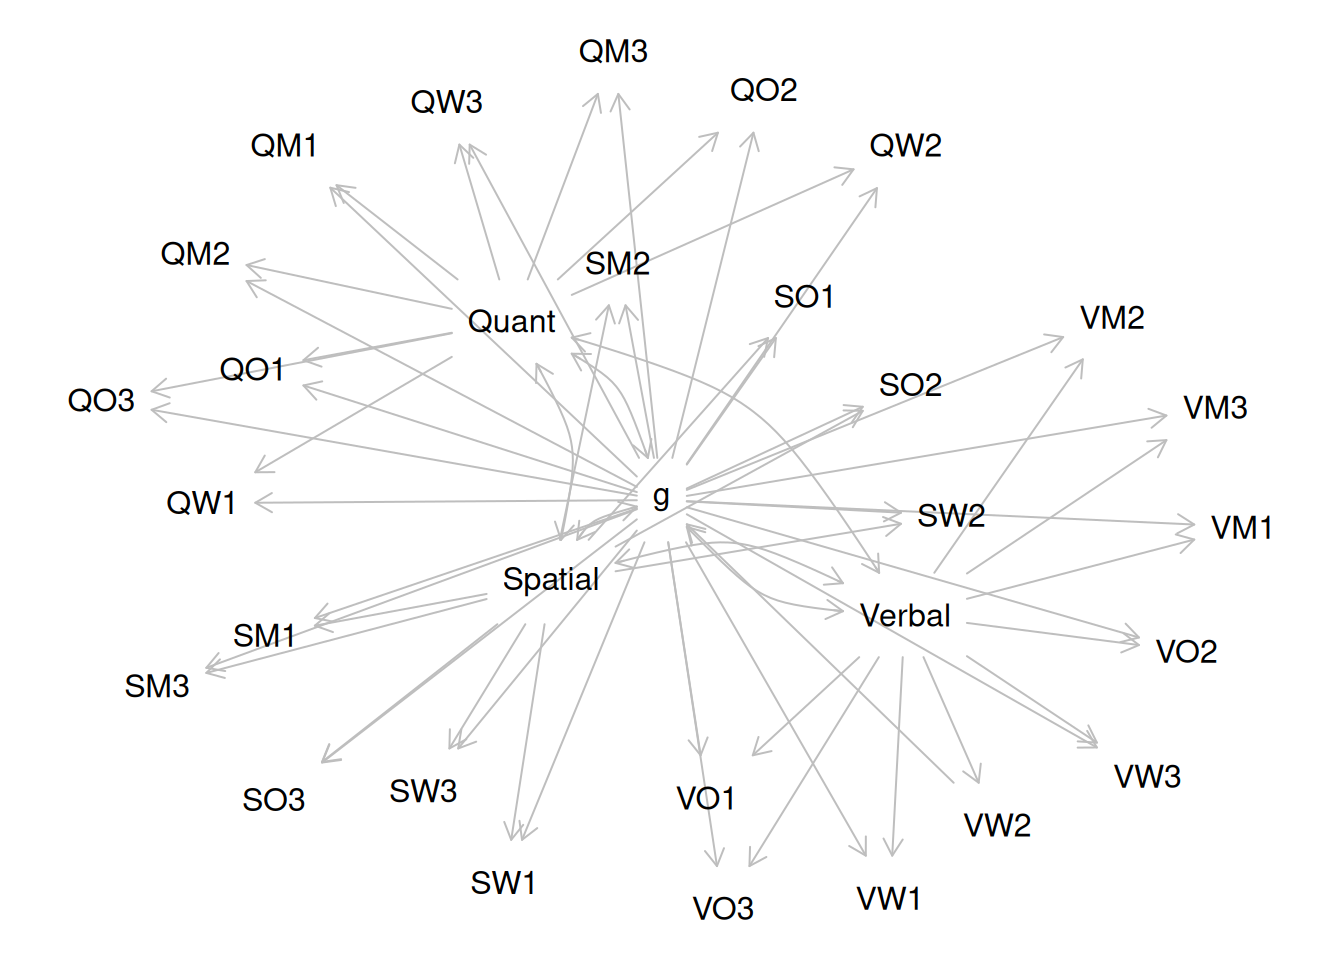 QM3
QO2
QW3
QW2
QM1
QM2
SM2
SO1
VM2
Quant
QO1
SO2
QO3
VM3
g
QW1
SW2
VM1
Spatial
Verbal
SM1
VO2
SM3
VW3
SW3
VO1
SO3
VW2
SW1
VW1
VO3